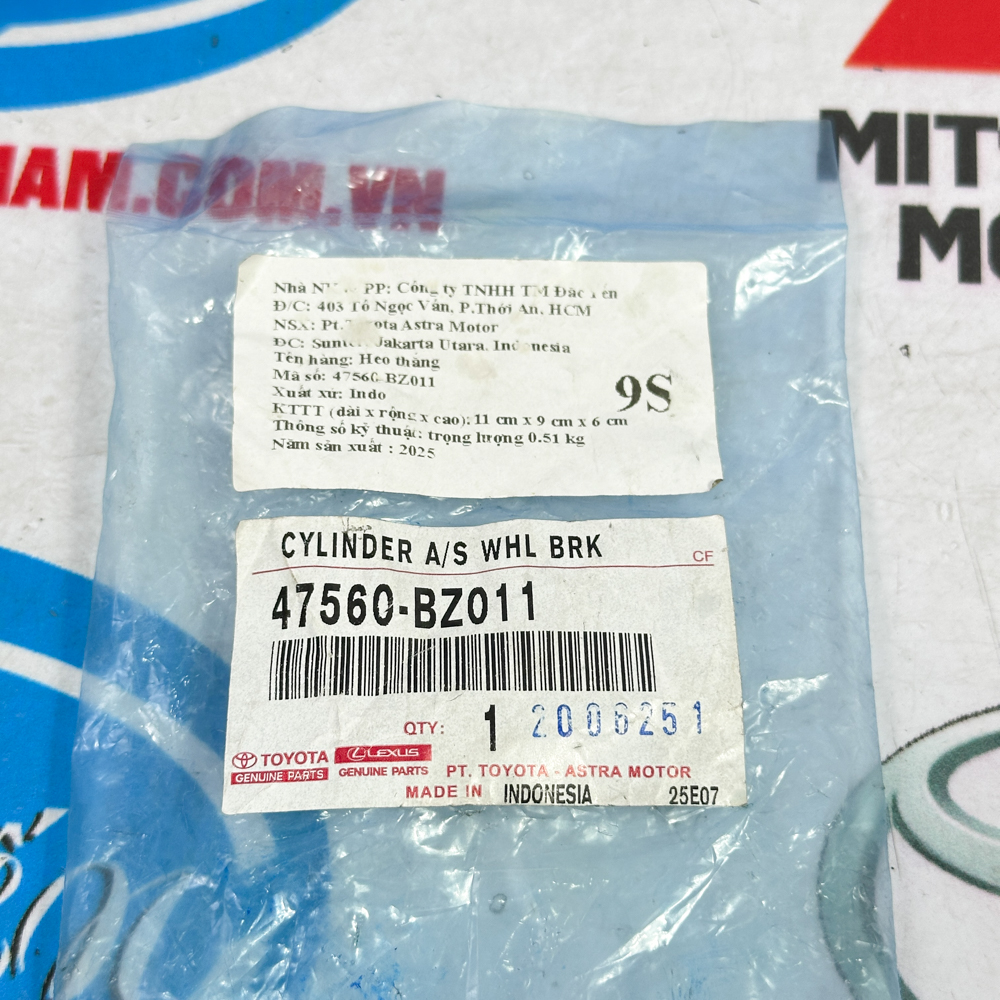 HAM.COM.VN
MIT
MO
Nhà PP: Công ty TNHH TM Đắc Yên
Đ/C: 403 Tô Ngọc Vân, P.Thới An, HCM
NSX: Pt.Toyota Astra Motor
ĐC: Sunter, Jakarta Utara, Indonesia
Tên hàng: Heo thắng
Mã số: 47560-BZ011
Xuất xứ: Indo
9S
KTTT (dài x rộng x cao): 11 cm x 9 cm x 6 cm
Thông số kỹ thuật: trọng lượng 0.51 kg
Năm sản xuất : 2025
CYLINDER A/S WHL BRK
CF
47560-BZ011
QTY: 1 2006251
TOYOTA LEXUS
GENUINE PARTS GENUINE PARTS PT. TOYOTA - ASTRA MOTOR
MADE IN INDONESIA 25E07